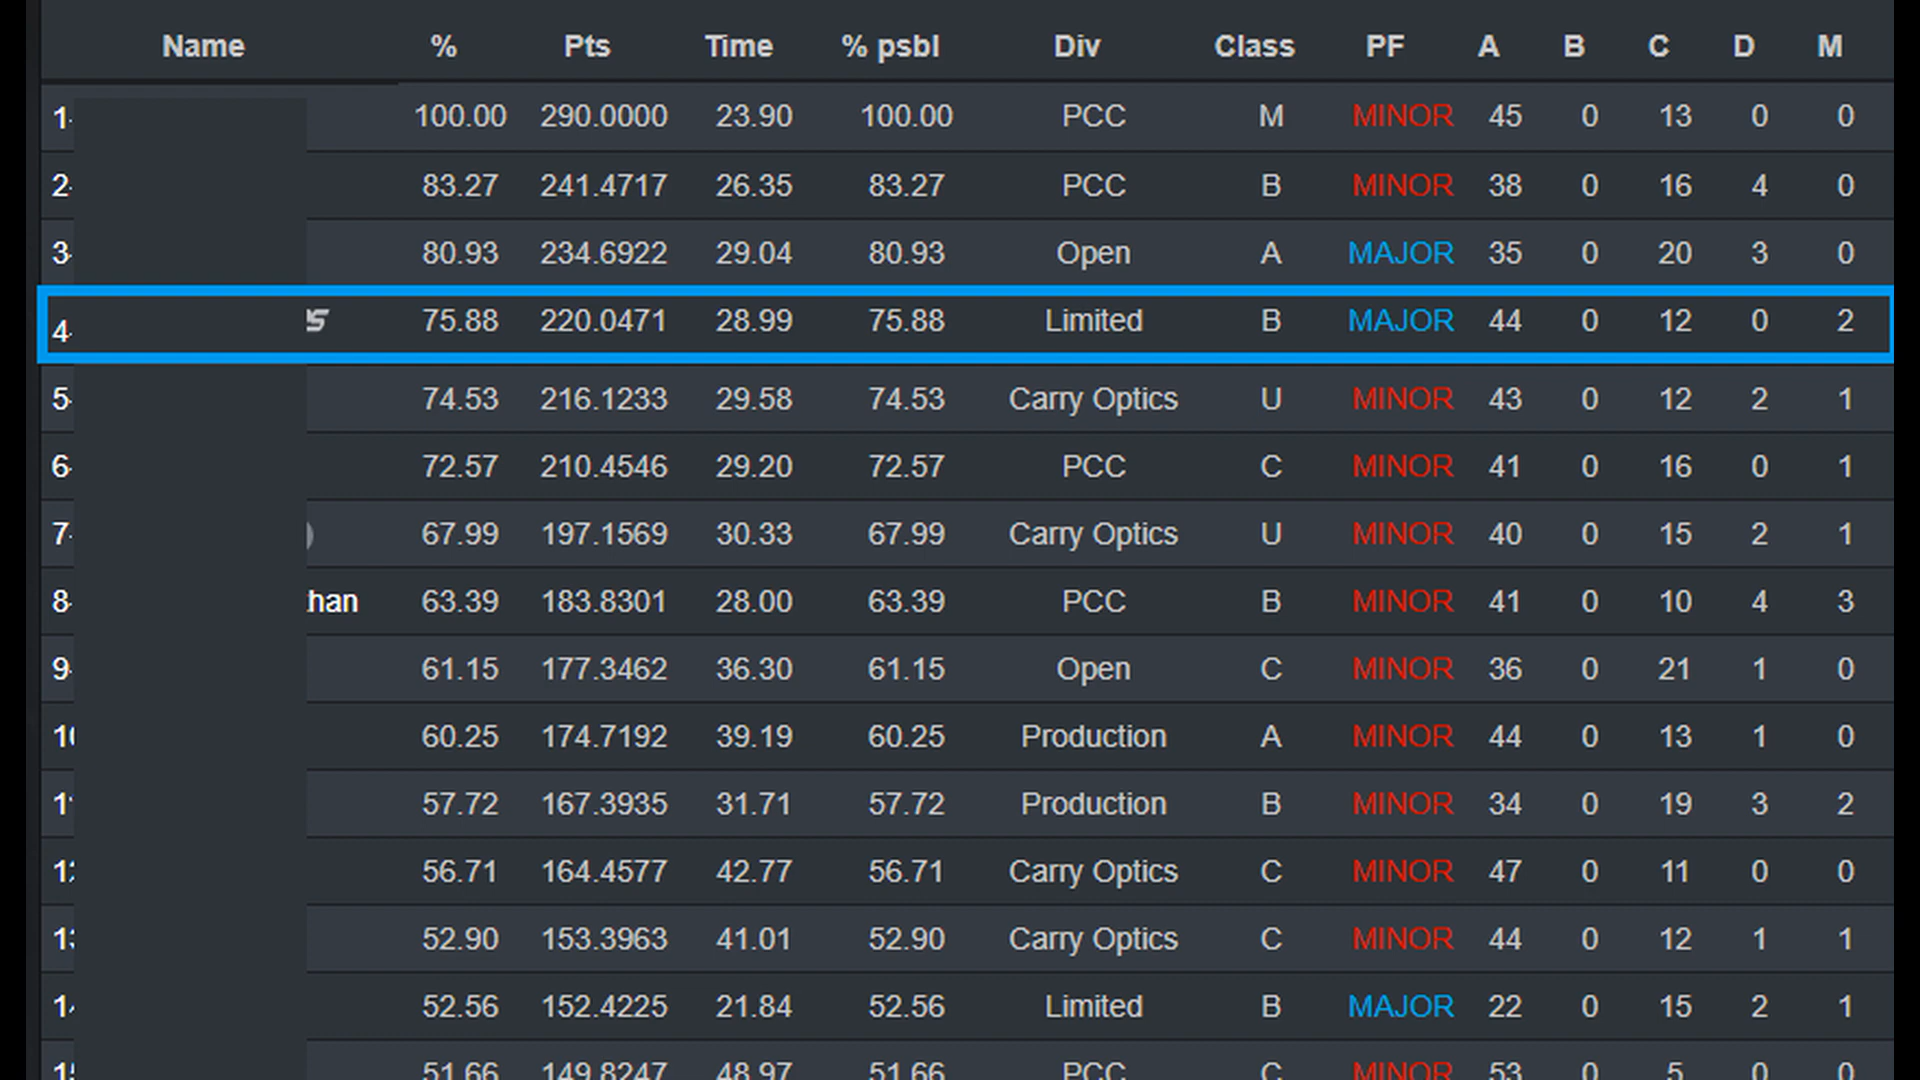 Name % Pts Time % psbl Div Class PF A B C D M
1- 100.00 290.0000 23.90 100.00 PCC M MINOR 45 0 13 0 0
2- 83.27 241.4717 26.35 83.27 PCC B MINOR 38 0 16 4 0
3- 80.93 234.6922 29.04 80.93 Open A MAJOR 35 0 20 3 0
4- 75.88 220.0471 28.99 75.88 Limited B MAJOR 44 0 12 0 2
5- 74.53 216.1233 29.58 74.53 Carry Optics U MINOR 43 0 12 2 1
6- 72.57 210.4546 29.20 72.57 PCC C MINOR 41 0 16 0 1
7- 67.99 197.1569 30.33 67.99 Carry Optics U MINOR 40 0 15 2 1
8- han 63.39 183.8301 28.00 63.39 PCC B MINOR 41 0 10 4 3
9- 61.15 177.3462 36.30 61.15 Open C MINOR 36 0 21 1 0
10 60.25 174.7192 39.19 60.25 Production A MINOR 44 0 13 1 0
57.72 167.3935 31.71 57.72 Production B MINOR 34 0 19 3 2
56.71 164.4577 42.77 56.71 Carry Optics C MINOR 47 0 11 0 0
52.90 153.3963 41.01 52.90 Carry Optics C MINOR 44 0 12 1 1
52.56 152.4225 21.84 52.56 Limited B MAJOR 22 0 15 2 1
51.66 149.8247 48.97 51.66 PCC C MINOR 53 0 5 0 0